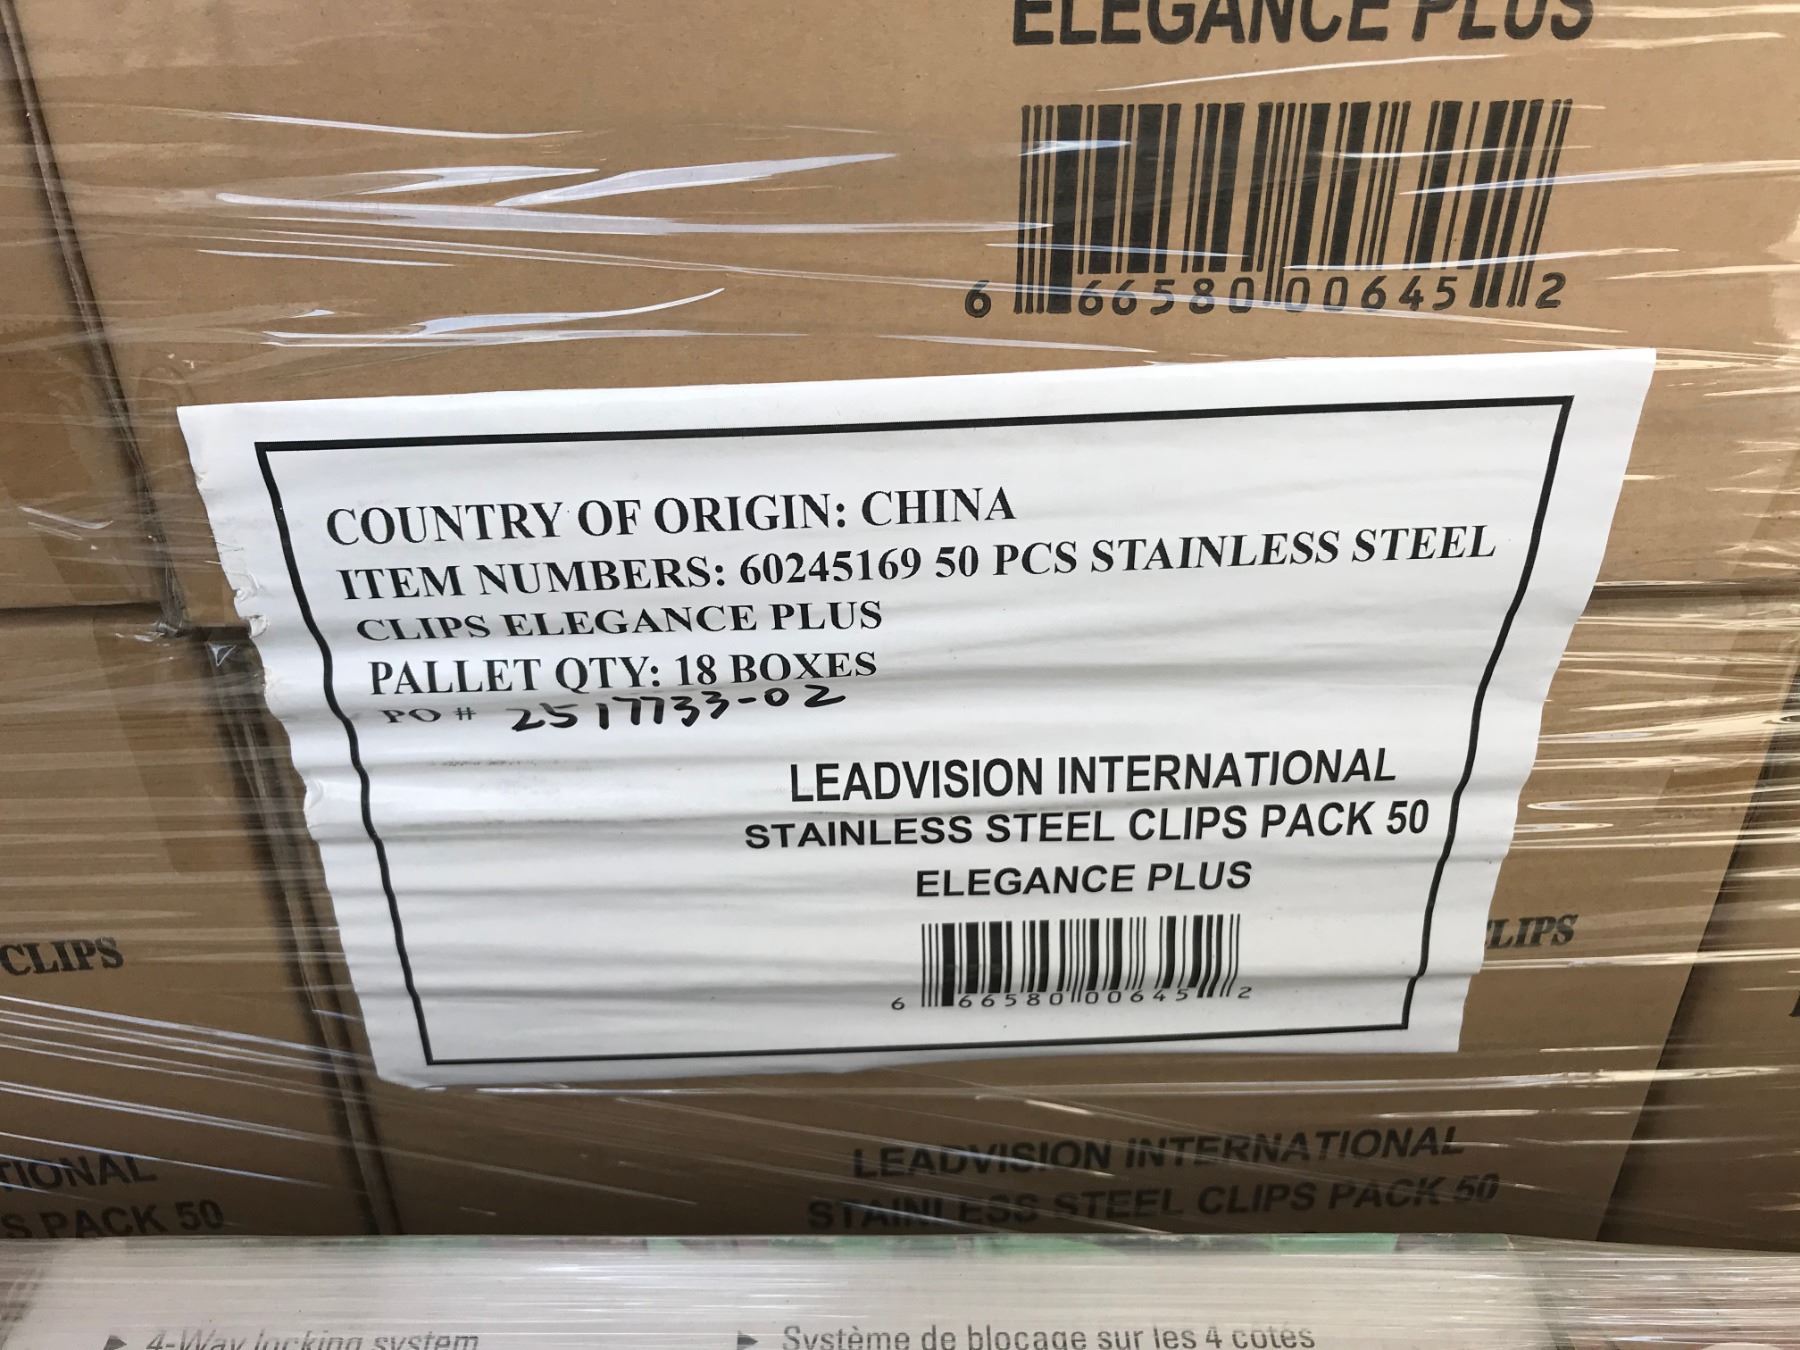 ELEGANCE PLUS
6 66580 00645 2
COUNTRY OF ORIGIN: CHINA
ITEM NUMBERS: 60245169 50 PCS STAINLESS STEEL
CLIPS ELEGANCE PLUS
PALLET QTY: 18 BOXES
PO # 2517733-02
LEADVISION INTERNATIONAL
STAINLESS STEEL CLIPS PACK 50
ELEGANCE PLUS
6 66580 00645 2
CLIPS
LIPS
TIONAL
S PACK 50
LEADVISION INTERNATIONAL
STAINLESS STEEL CLIPS PACK 50
4-Way locking system
Système de blocage sur les 4 côtés